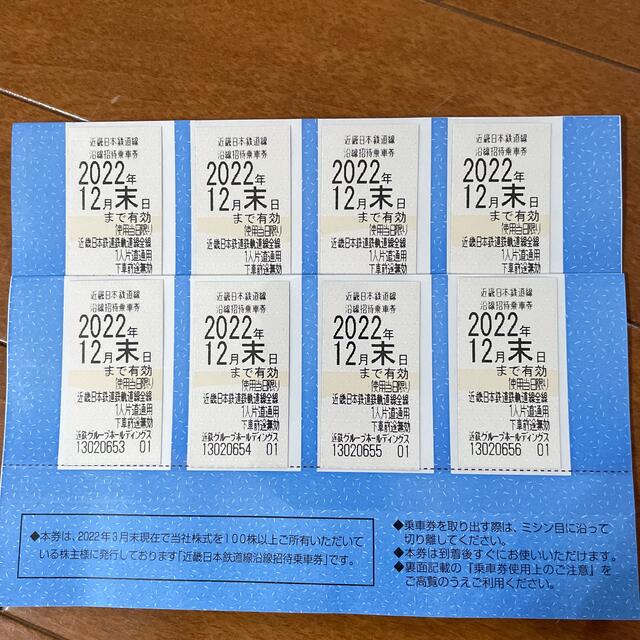 近畿日本鉄道線
沿線招待乗車券
2022年
12月末日
まで有効
使用当日限り
近畿日本鉄道鉄軌道線全線
1人片道1回通用
下車前途無効
近畿日本鉄道線
沿線招待乗車券
2022年
12月末日
まで有効
使用当日限り
近畿日本鉄道鉄軌道線全線
1人片道1回通用
下車前途無効
近畿日本鉄道線
沿線招待乗車券
2022年
12月末日
まで有効
使用当日限り
近畿日本鉄道鉄軌道線全線
1人片道1回通用
下車前途無効
近畿日本鉄道線
沿線招待乗車券
2022年
12月末日
まで有効
使用当日限り
近畿日本鉄道鉄軌道線全線
1人片道1回通用
下車前途無効
近畿日本鉄道線
沿線招待乗車券
2022年
12月末日
まで有効
使用当日限り
近畿日本鉄道鉄軌道線全線
1人片道1回通用
下車前途無効
近鉄グループホールディングス
13020653 01
近畿日本鉄道線
沿線招待乗車券
2022年
12月末日
まで有効
使用当日限り
近畿日本鉄道鉄軌道線全線
1人片道1回通用
下車前途無効
近鉄グループホールディングス
13020654 01
近畿日本鉄道線
沿線招待乗車券
2022年
12月末日
まで有効
使用当日限り
近畿日本鉄道鉄軌道線全線
1人片道1回通用
下車前途無効
近鉄グループホールディングス
13020655 01
近畿日本鉄道線
沿線招待乗車券
2022年
12月末日
まで有効
使用当日限り
近畿日本鉄道鉄軌道線全線
1人片道1回通用
下車前途無効
近鉄グループホールディングス
13020656 01
◆本券は、2022年3月末現在で当社株式を100株以上ご所有いただいて
いる株主様に発行しております「近畿日本鉄道線沿線招待乗車券」です。
◆乗車券を取り出す際は、ミシン目に沿って
切り離してください。
◆本券は到着後すぐにお使いいただけます。
◆裏面記載の「乗車券使用上のご注意」を
ご高覧のうえご利用ください。